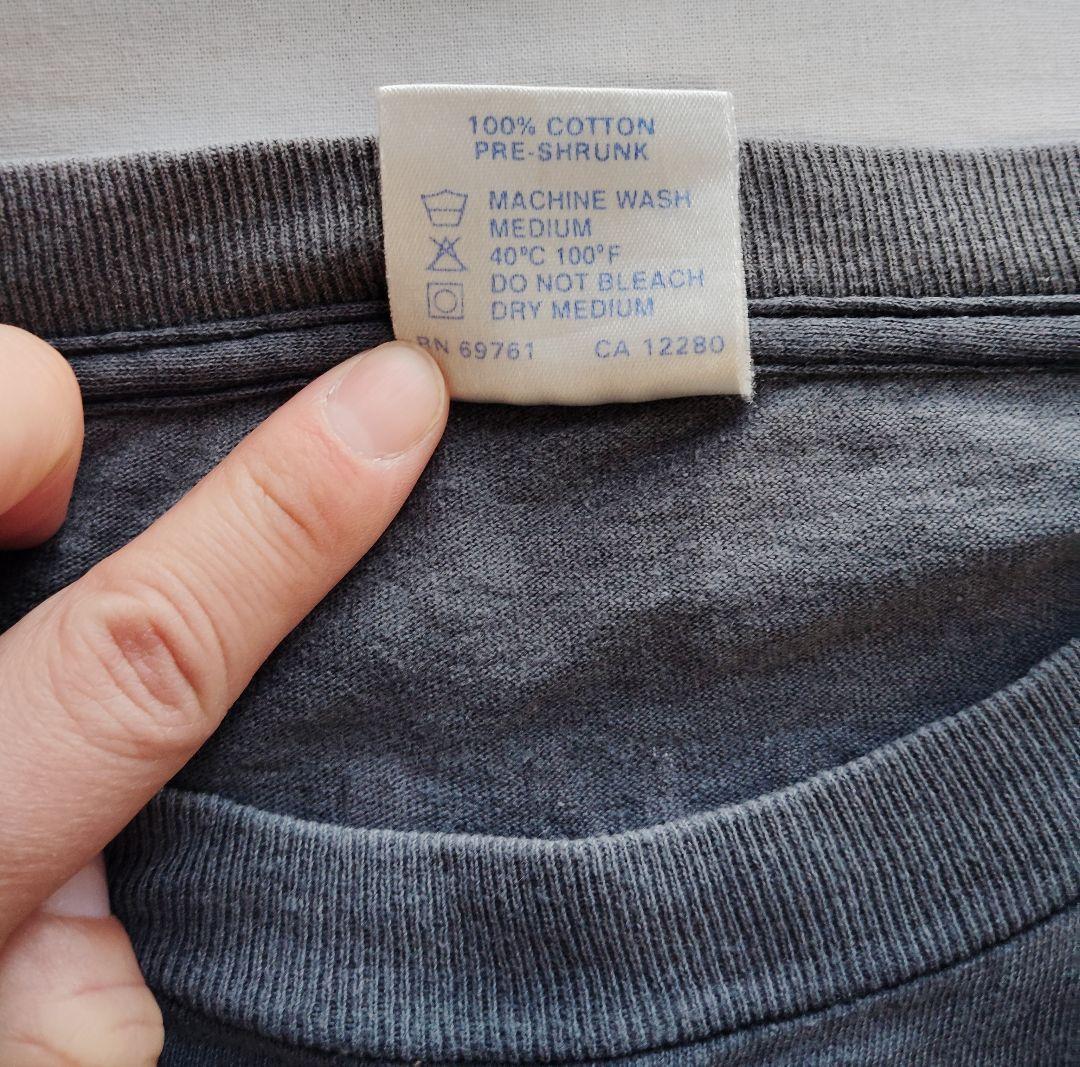 100% COTTON
PRE-SHRUNK
MACHINE WASH
MEDIUM
40°C 100°F
DO NOT BLEACH
DRY MEDIUM
RN 69761 CA 12280